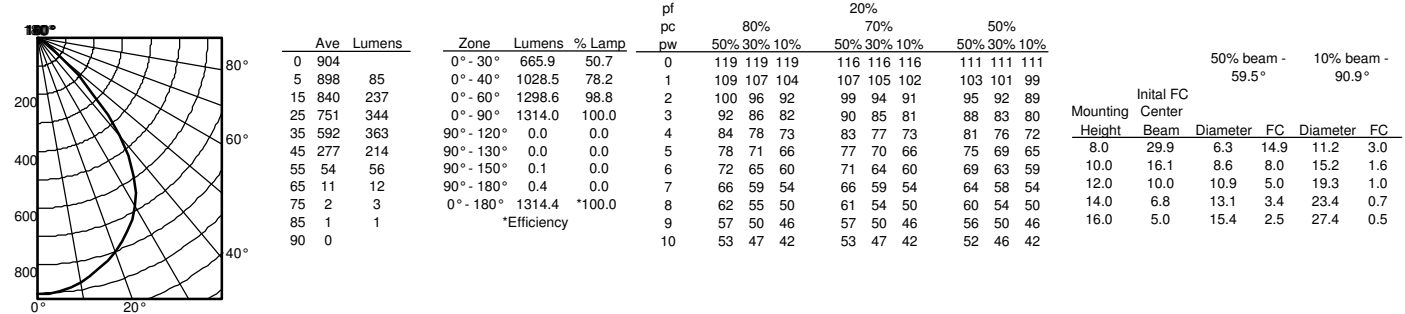 180°
200
400
600
800
0°
20°
40°
60°
80°
Ave Lumens
0 904
5 898 85
15 840 237
25 751 344
35 592 363
45 277 214
55 54 56
65 11 12
75 2 3
85 1 1
90 0
Zone Lumens % Lamp
0° - 30° 665.9 50.7
0° - 40° 1028.5 78.2
0° - 60° 1298.6 98.8
0° - 90° 1314.0 100.0
90° - 120° 0.0 0.0
90° - 130° 0.0 0.0
90° - 150° 0.1 0.0
90° - 180° 0.4 0.0
0° - 180° 1314.4 *100.0
*Efficiency
pf 20%
pc 80% 70% 50%
pw 50% 30% 10% 50% 30% 10% 50% 30% 10%
0 119 119 119 116 116 116 111 111 111
1 109 107 104 107 105 102 103 101 99
2 100 96 92 99 94 91 95 92 89
3 92 86 82 90 85 81 88 83 80
4 84 78 73 83 77 73 81 76 72
5 78 71 66 77 70 66 75 69 65
6 72 65 60 71 64 60 69 63 59
7 66 59 54 66 59 54 64 58 54
8 62 55 50 61 54 50 60 54 50
9 57 50 46 57 50 46 56 50 46
10 53 47 42 53 47 42 52 46 42
50% beam - 10% beam -
59.5° 90.9°
Inital FC
Mounting Center
Height Beam Diameter FC Diameter FC
8.0 29.9 6.3 14.9 11.2 3.0
10.0 16.1 8.6 8.0 15.2 1.6
12.0 10.0 10.9 5.0 19.3 1.0
14.0 6.8 13.1 3.4 23.4 0.7
16.0 5.0 15.4 2.5 27.4 0.5